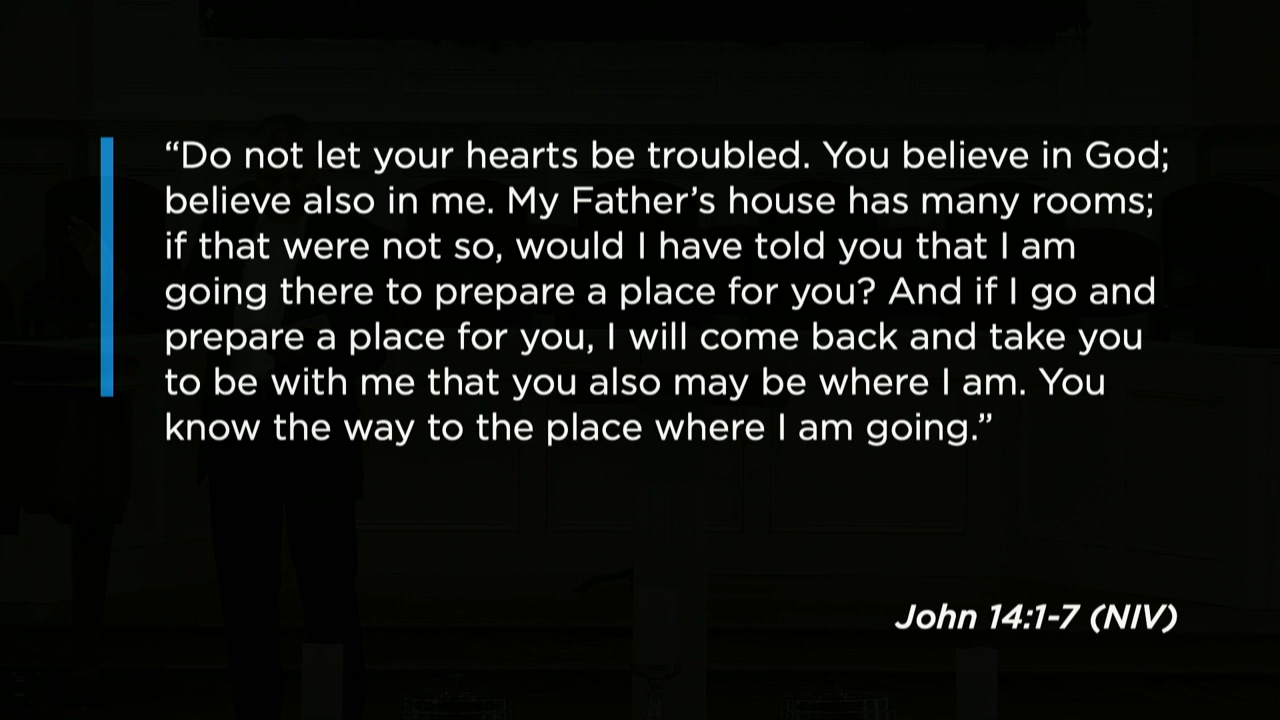 “Do not let your hearts be troubled. You believe in God;
believe also in me. My Father’s house has many rooms;
if that were not so, would I have told you that I am
going there to prepare a place for you? And if I go and
prepare a place for you, I will come back and take you
to be with me that you also may be where I am. You
know the way to the place where I am going.”
John 14:1-7 (NIV)